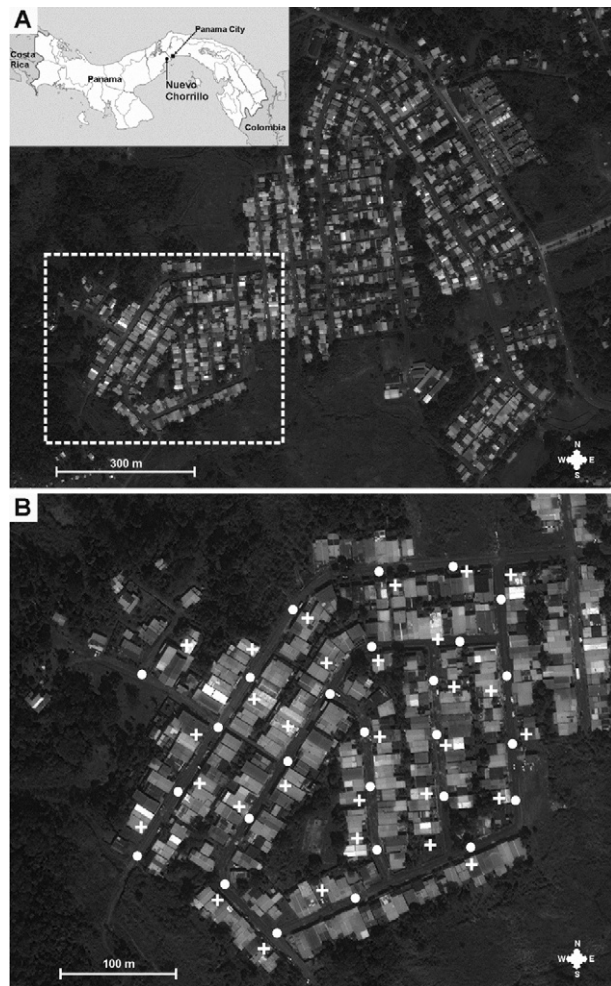 A
Panama City
Costa
Rica
Panama
Nuevo
Chorrillo
Colombia
300 m
N
W E
S
B
100 m
N
W E
S